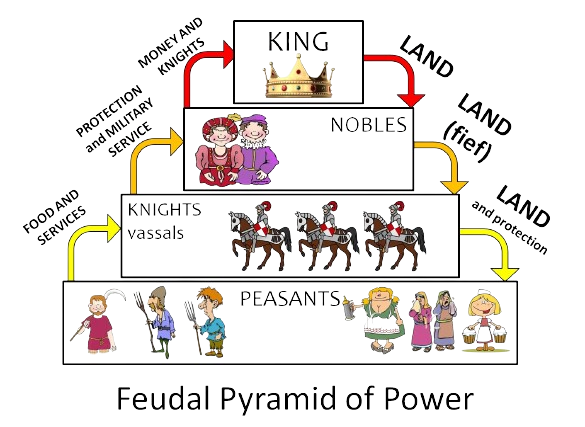 KING
MONEY AND
KNIGHTS
LAND
NOBLES
PROTECTION
and MILITARY
SERVICE
LAND
(fief)
KNIGHTS
vassals
FOOD AND
SERVICES
LAND
and protection
PEASANTS
Feudal Pyramid of Power